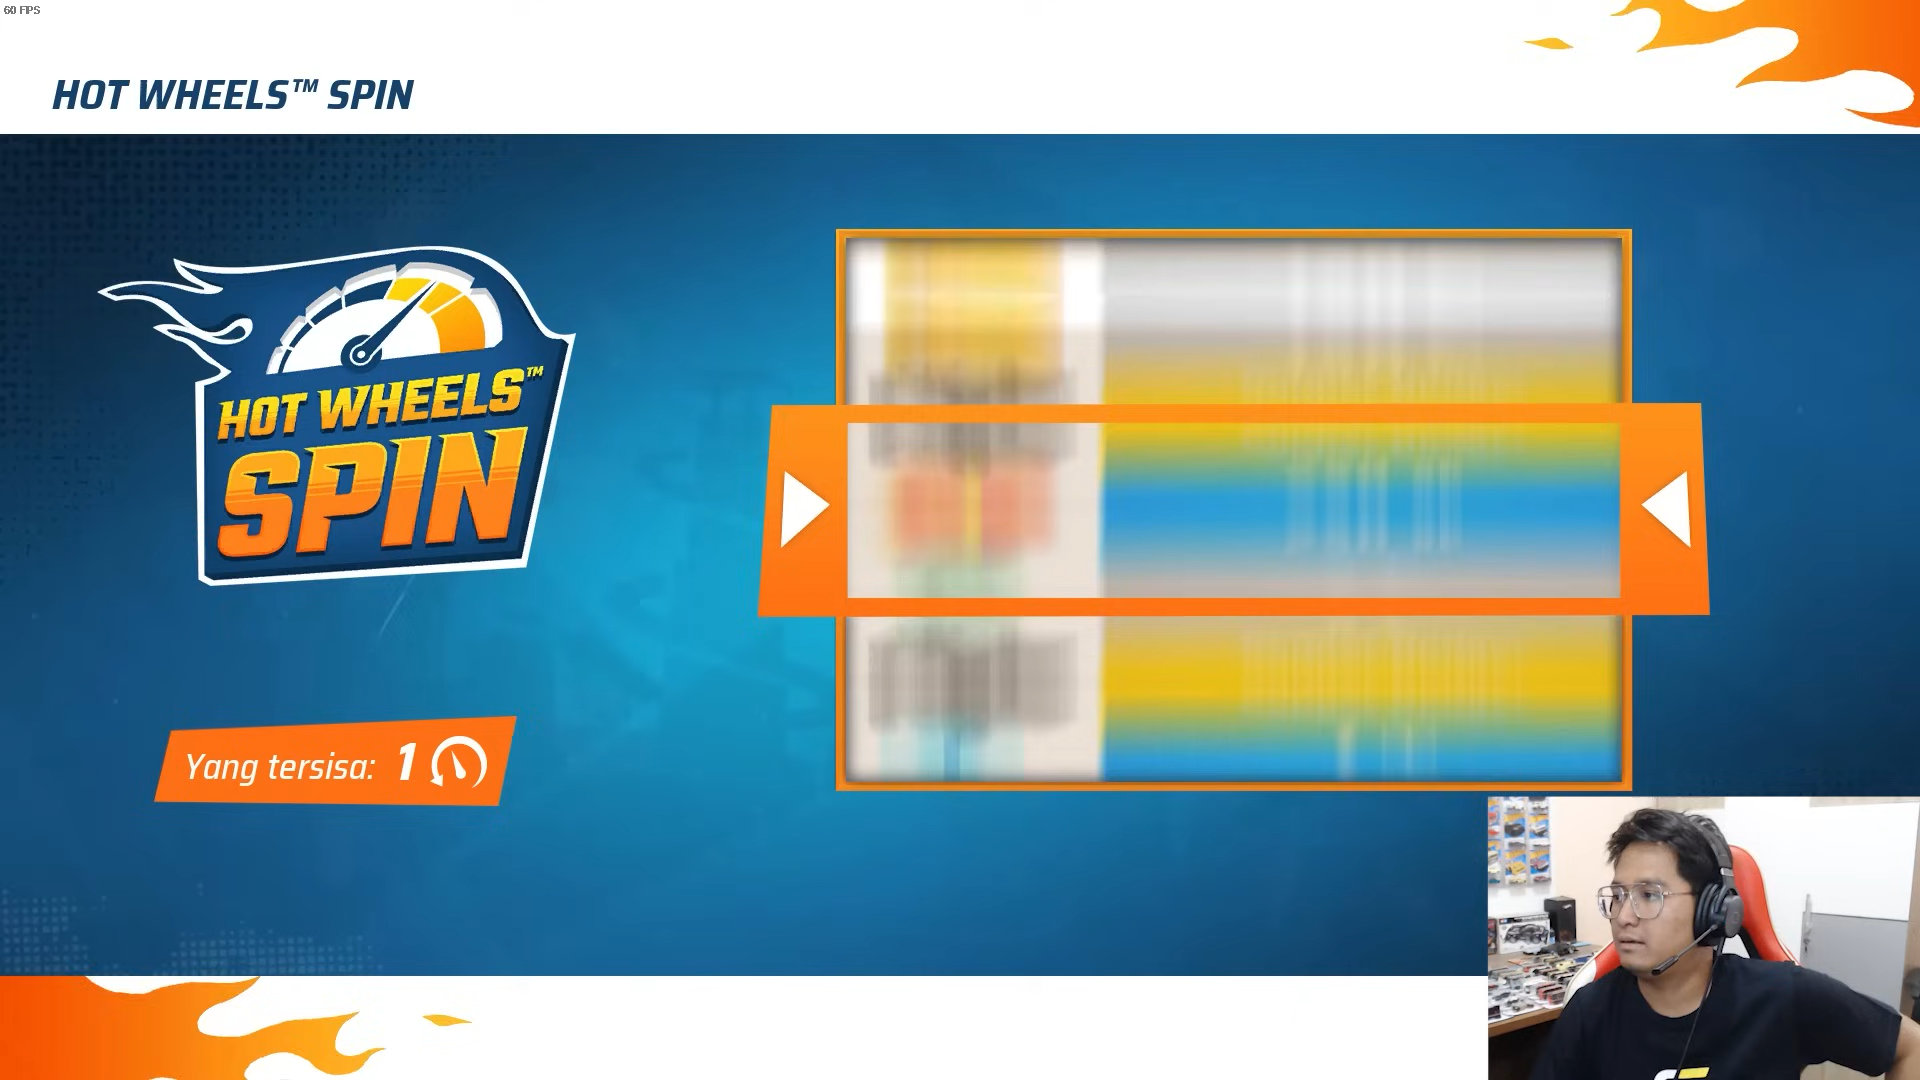 60 FPS
HOT WHEELS™ SPIN
HOT WHEELS™
SPIN
Yang tersisa: 1